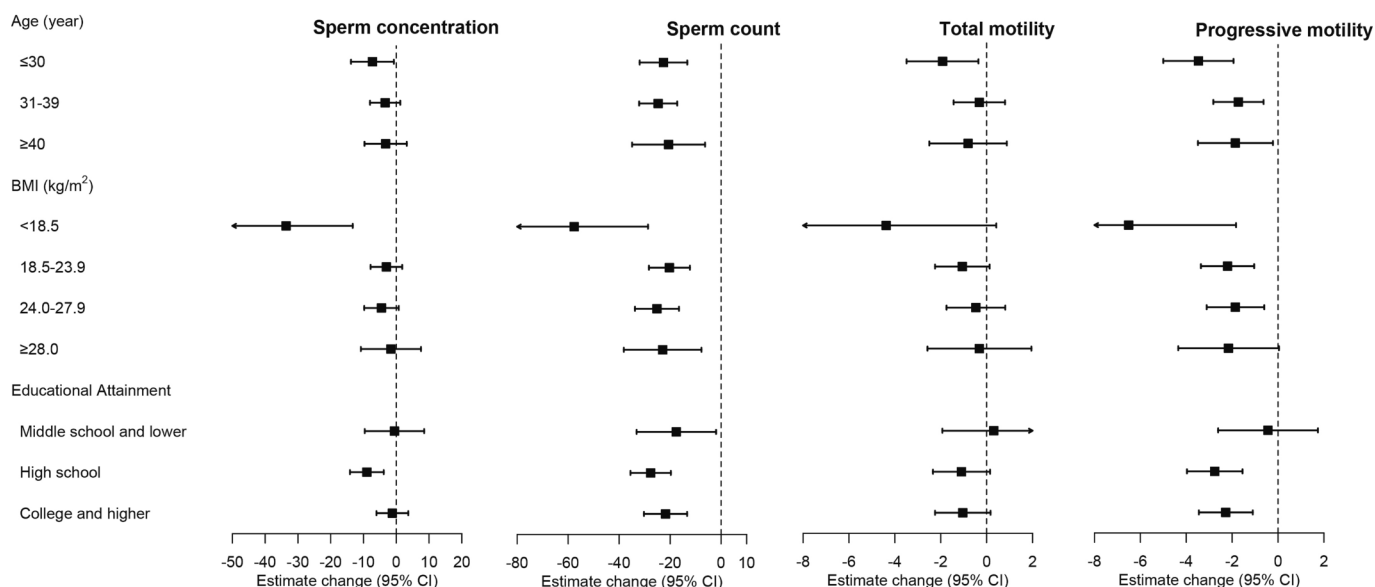 Age (year)
Sperm concentration Sperm count Total motility Progressive motility
≤30
31-39
≥40
BMI (kg/m²)
<18.5
18.5-23.9
24.0-27.9
≥28.0
Educational Attainment
Middle school and lower
High school
College and higher
-50 -40 -30 -20 -10 0 10 20 -80 -60 -40 -20 0 10 -8 -6 -4 -2 0 2 -8 -6 -4 -2 0 2
Estimate change (95% CI) Estimate change (95% CI) Estimate change (95% CI) Estimate change (95% CI)